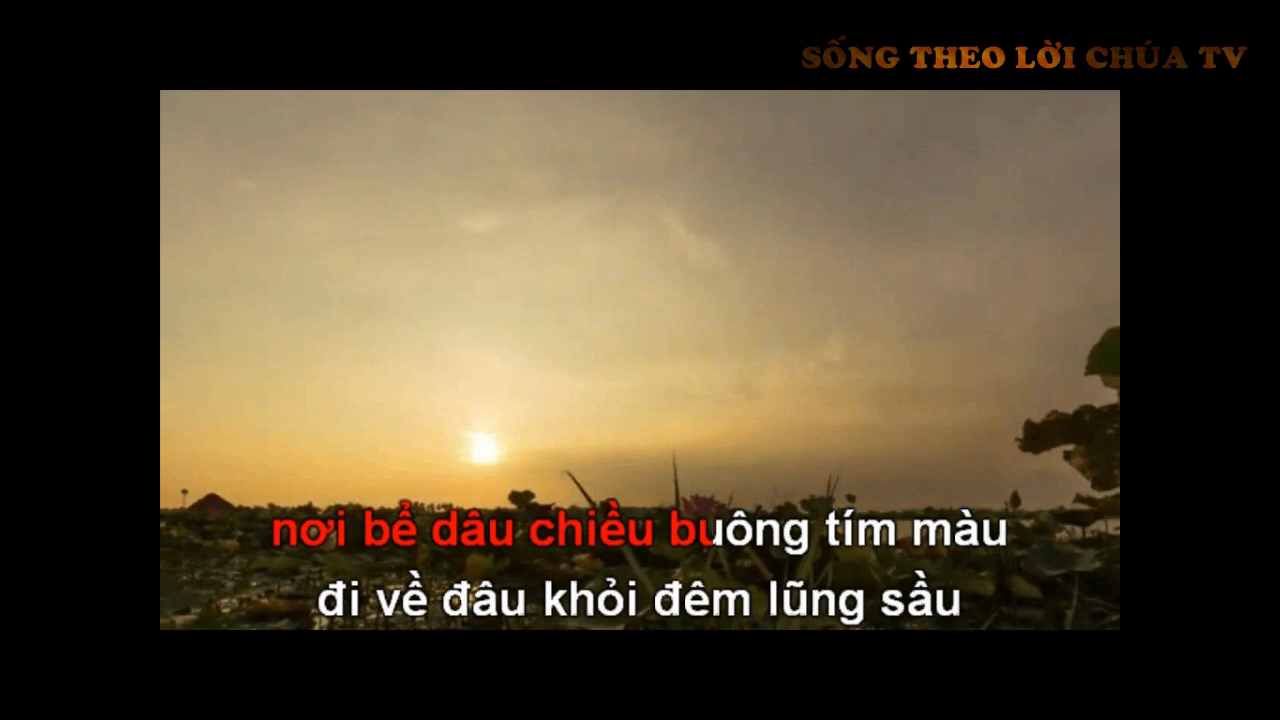 SỐNG THEO LỜI CHÚA TV
nơi bể dâu chiều buông tím màu
đi về đâu khỏi đêm lũng sầu